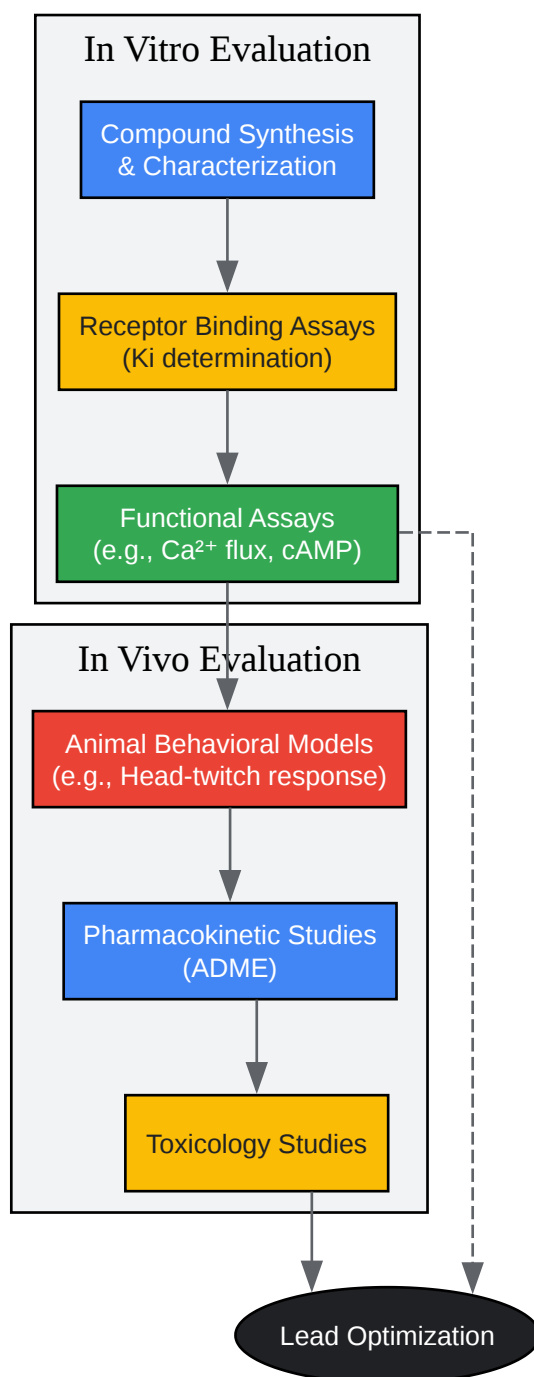 In Vitro Evaluation
Compound Synthesis
& Characterization
Receptor Binding Assays
(Ki determination)
Functional Assays
(e.g., Ca²⁺ flux, cAMP)
In Vivo Evaluation
Animal Behavioral Models
(e.g., Head-twitch response)
Pharmacokinetic Studies
(ADME)
Toxicology Studies
Lead Optimization